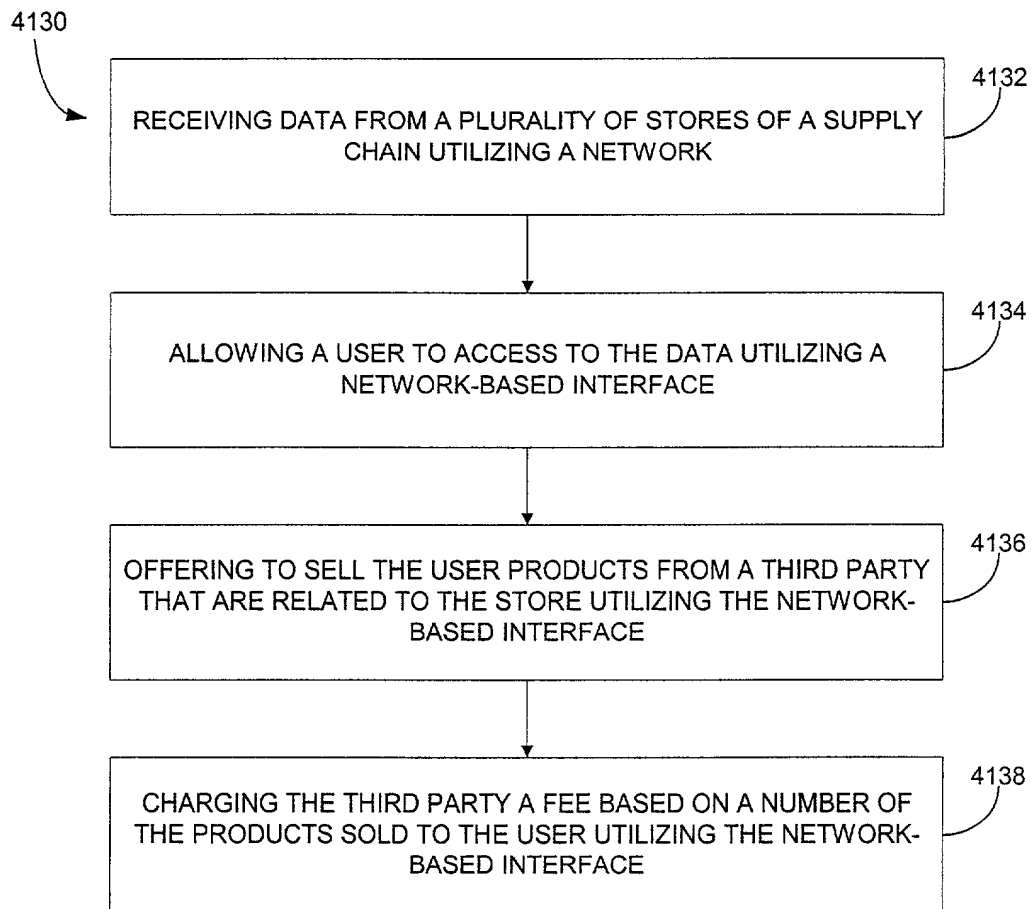 4130
4132
RECEIVING DATA FROM A PLURALITY OF STORES OF A SUPPLY
CHAIN UTILIZING A NETWORK
4134
ALLOWING A USER TO ACCESS TO THE DATA UTILIZING A
NETWORK-BASED INTERFACE
4136
OFFERING TO SELL THE USER PRODUCTS FROM A THIRD PARTY
THAT ARE RELATED TO THE STORE UTILIZING THE NETWORK-
BASED INTERFACE
4138
CHARGING THE THIRD PARTY A FEE BASED ON A NUMBER OF
THE PRODUCTS SOLD TO THE USER UTILIZING THE NETWORK-
BASED INTERFACE